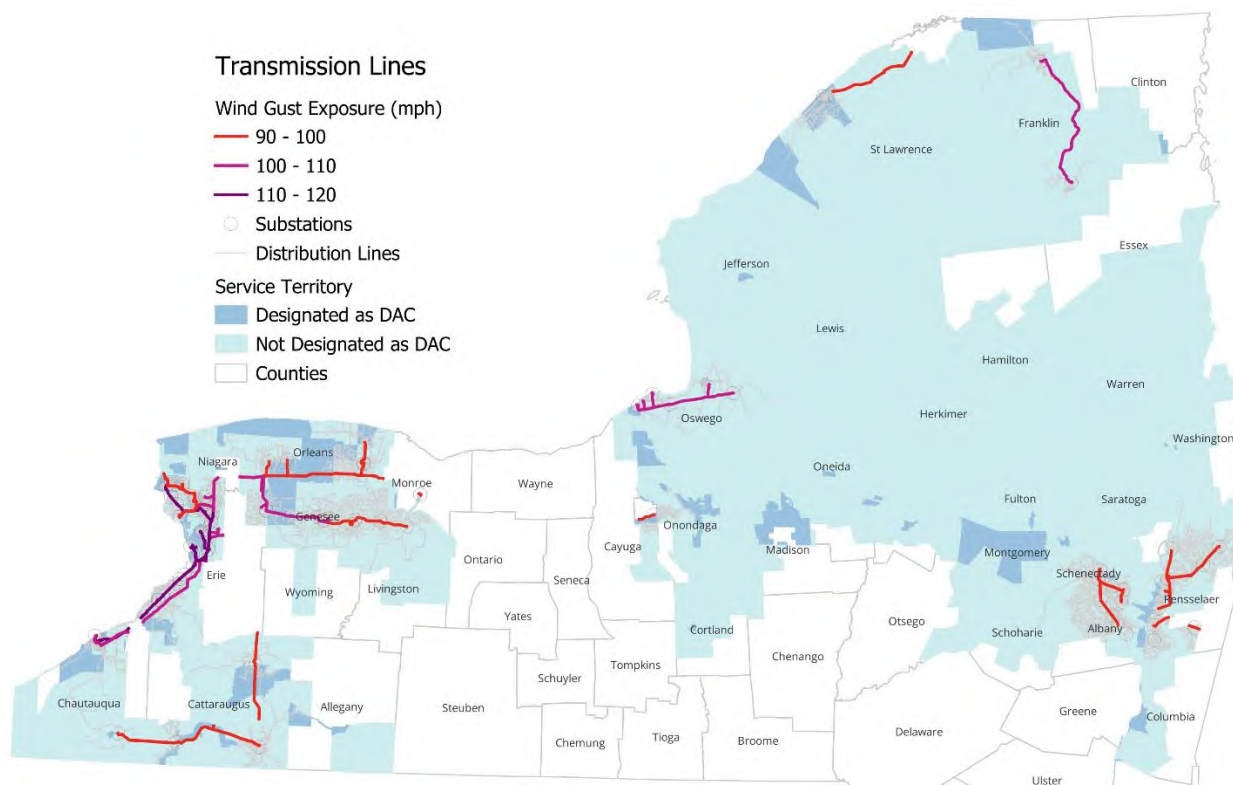 Transmission Lines
Wind Gust Exposure (mph)
90 - 100
100 - 110
110 - 120
Substations
Distribution Lines
Service Territory
Designated as DAC
Not Designated as DAC
Counties
Clinton
Franklin
St Lawrence
Essex
Jefferson
Lewis
Hamilton
Warren
Oswego
Herkimer
Washington
Orleans
Niagara
Monroe
Wayne
Oneida
Fulton
Saratoga
Genesee
Onondaga
Madison
Montgomery
Cayuga
Ontario
Seneca
Erie
Schenectady
Rensselaer
Wyoming
Livingston
Yates
Cortland
Otsego
Schoharie
Albany
Chenango
Tompkins
Schuyler
Chautauqua
Cattaraugus
Allegany
Steuben
Greene
Columbia
Chemung
Tioga
Broome
Delaware
Ulster